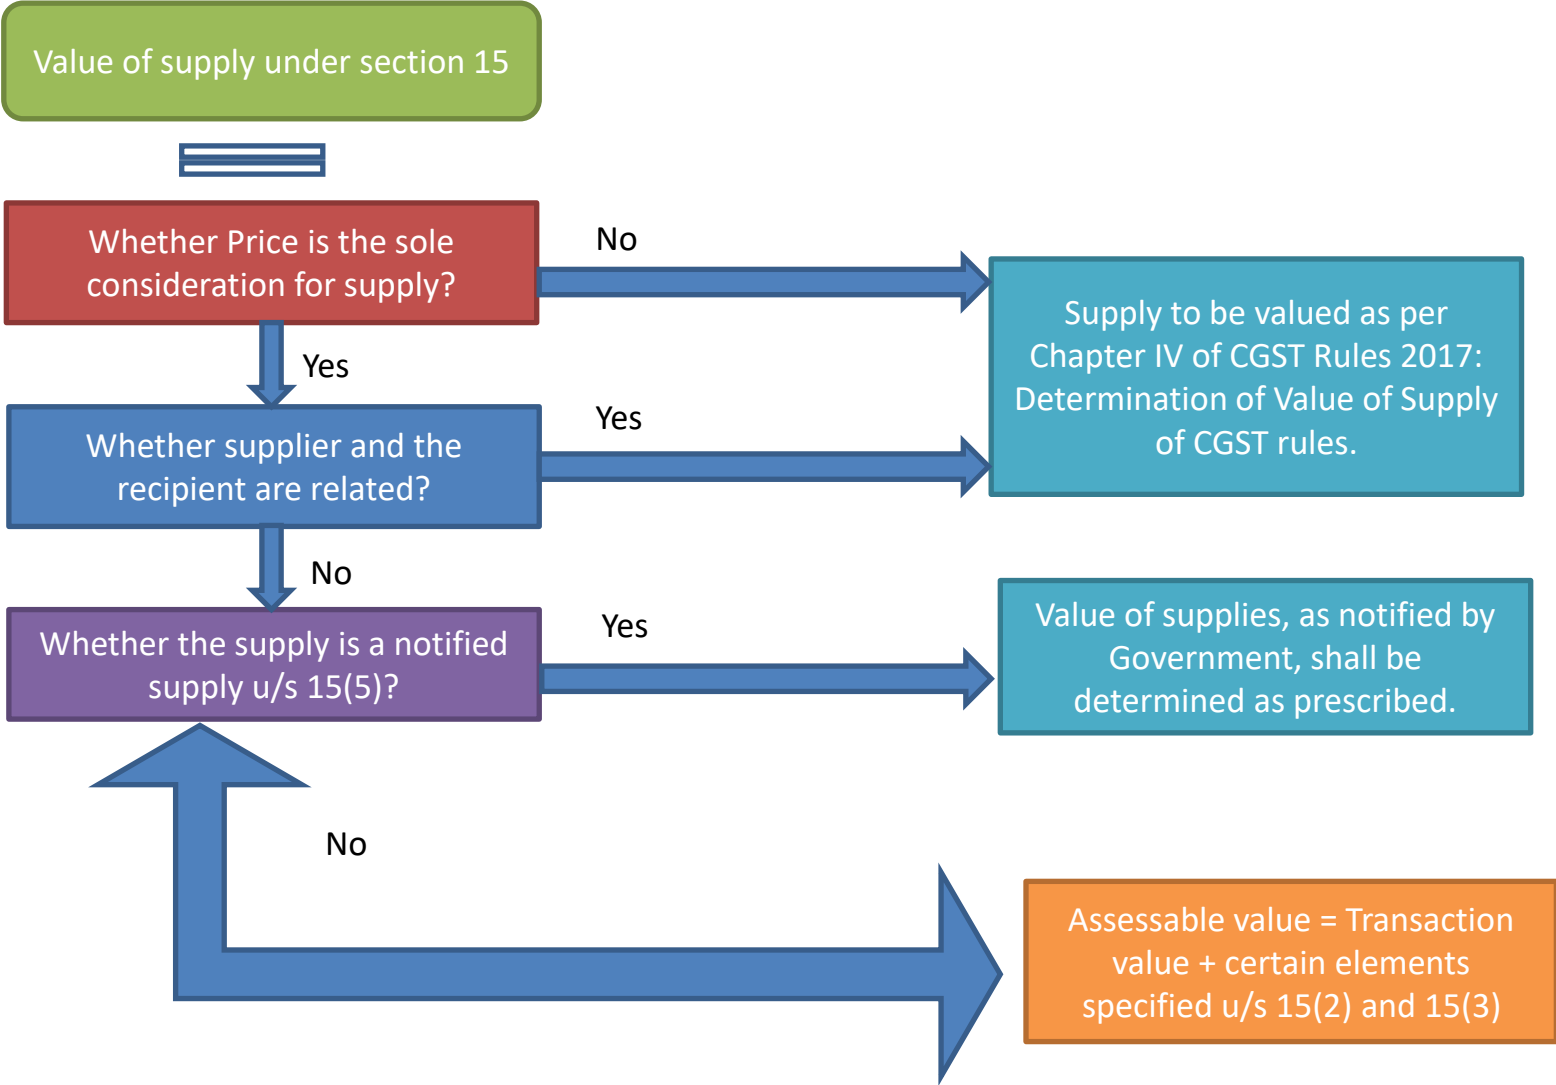 Value of supply under section 15
Whether Price is the sole
consideration for supply?
No
Supply to be valued as per
Chapter IV of CGST Rules 2017:
Determination of Value of Supply
of CGST rules.
Yes
Whether supplier and the
recipient are related?
Yes
No
Whether the supply is a notified
supply u/s 15(5)?
Yes
Value of supplies, as notified by
Government, shall be
determined as prescribed.
No
Assessable value = Transaction
value + certain elements
specified u/s 15(2) and 15(3)